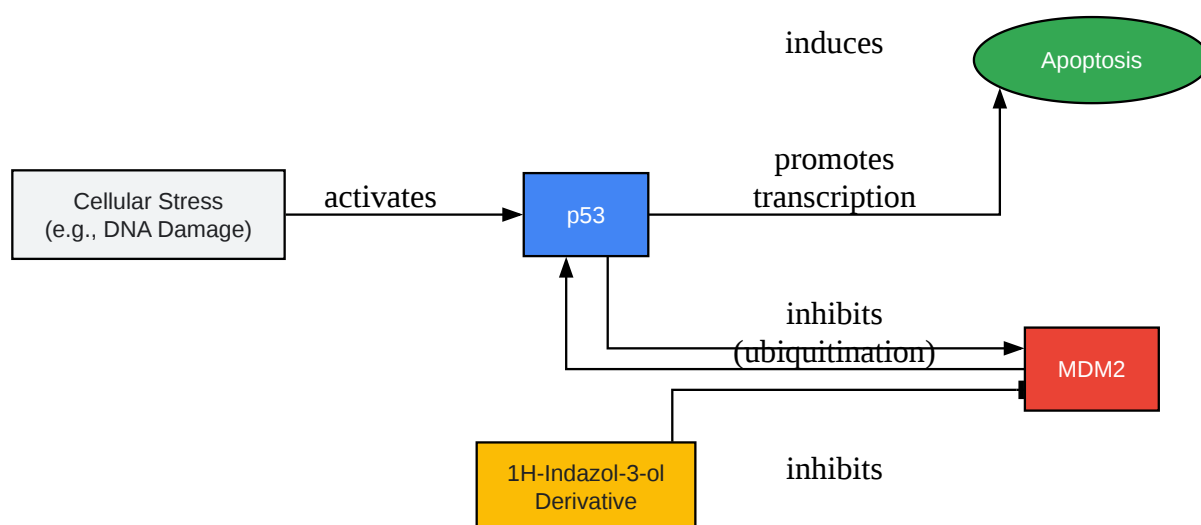 induces
Apoptosis
promotes
transcription
Cellular Stress
(e.g., DNA Damage)
activates
p53
inhibits
(ubiquitination)
MDM2
1H-Indazol-3-ol
Derivative
inhibits